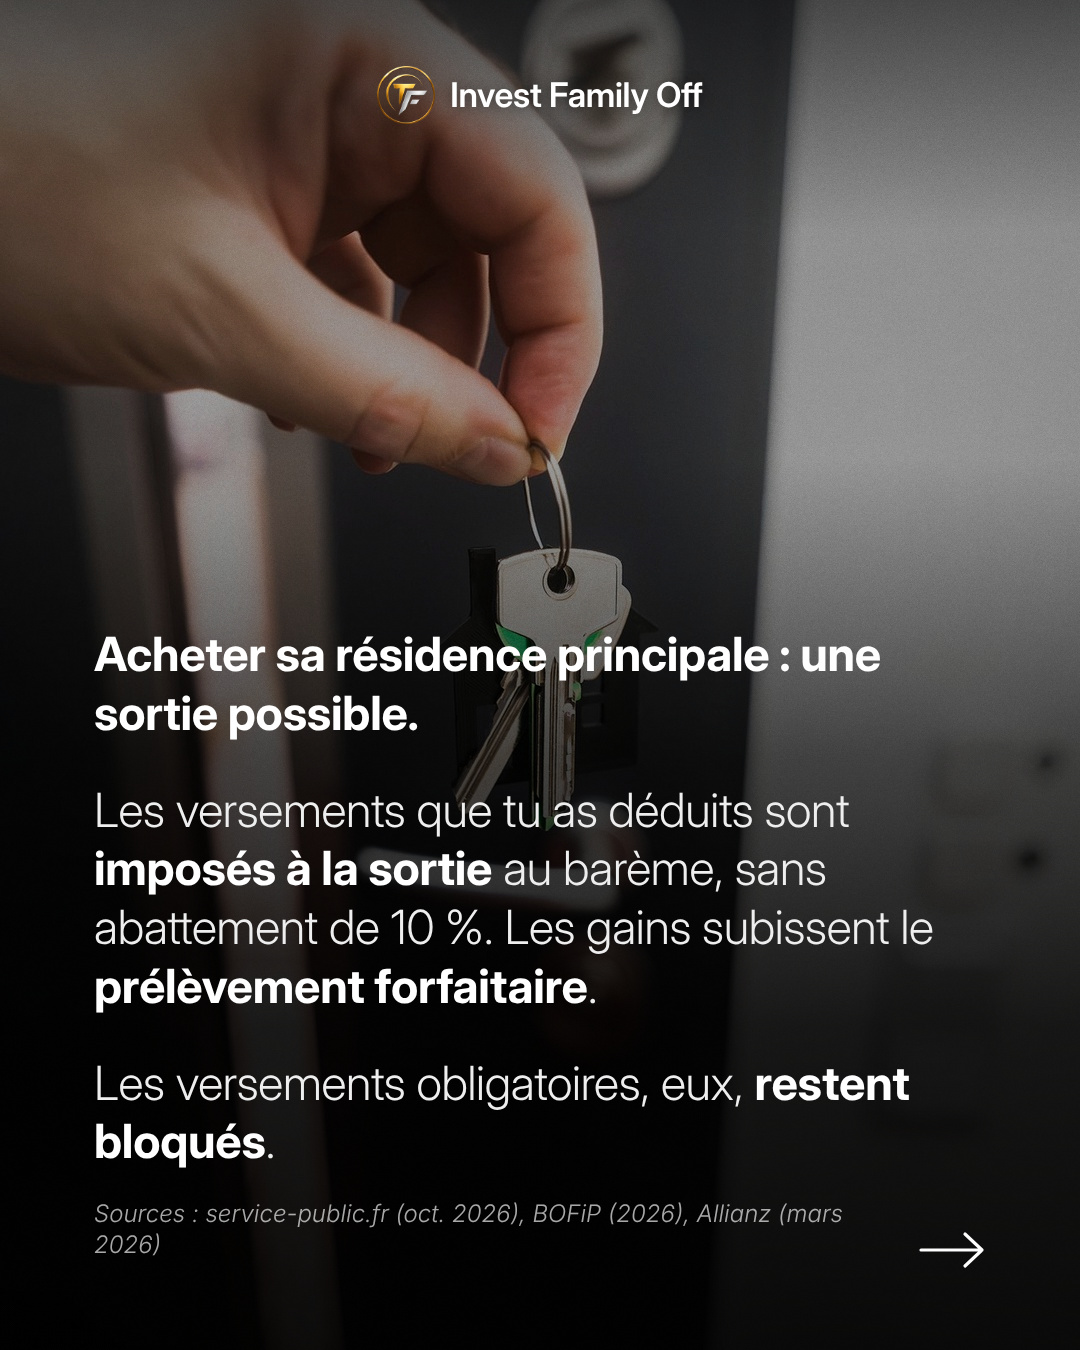 TF
Invest Family Off
Acheter sa résidence principale : une
sortie possible.
Les versements que tu as déduits sont
imposés à la sortie au barème, sans
abattement de 10 %. Les gains subissent le
prélèvement forfaitaire.
Les versements obligatoires, eux, restent
bloqués.
Sources : service-public.fr (oct. 2026), BOFiP (2026), Allianz (mars
2026)